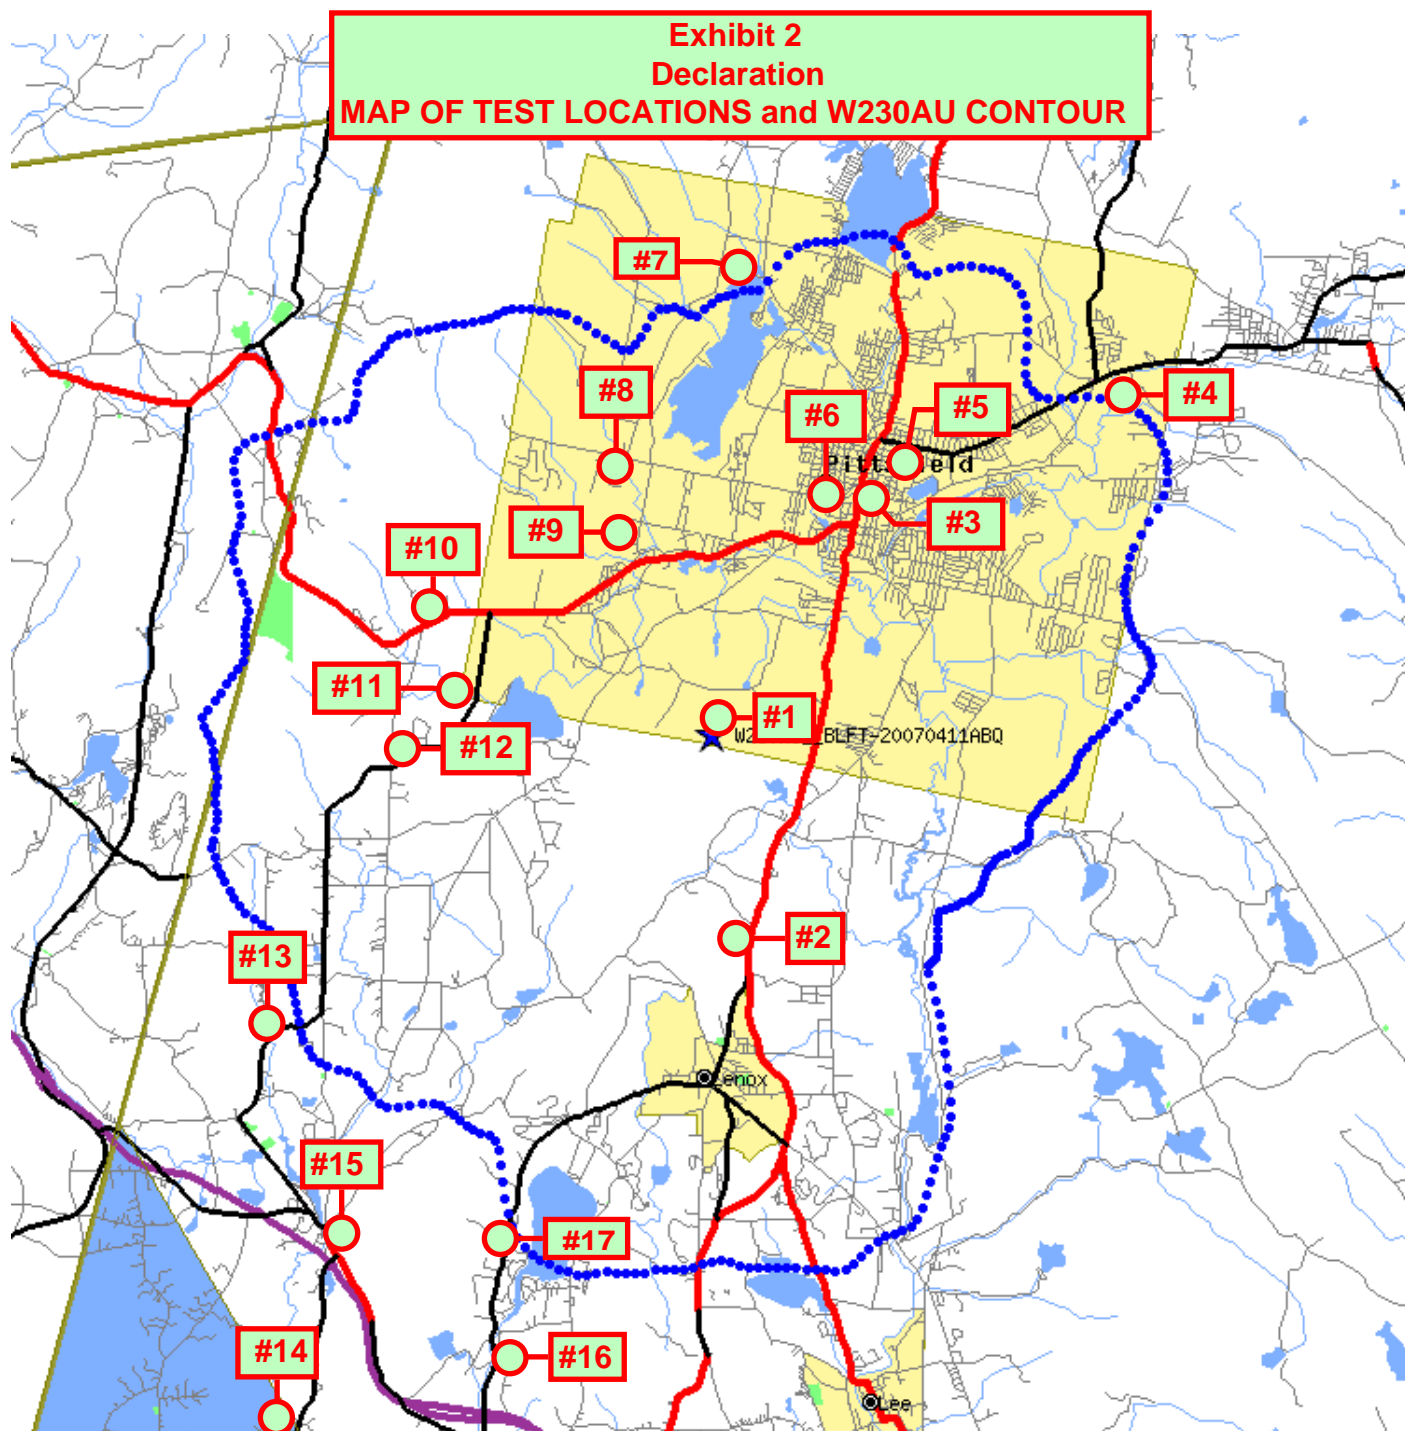 Exhibit 2
Declaration
MAP OF TEST LOCATIONS and W230AU CONTOUR
#7
#8
#6
#5
#4
#9
#10
#3
#11
#1
#12
BLFT-20070411ABQ
#2
#13
Lenox
#15
#17
#14
#16
Lee